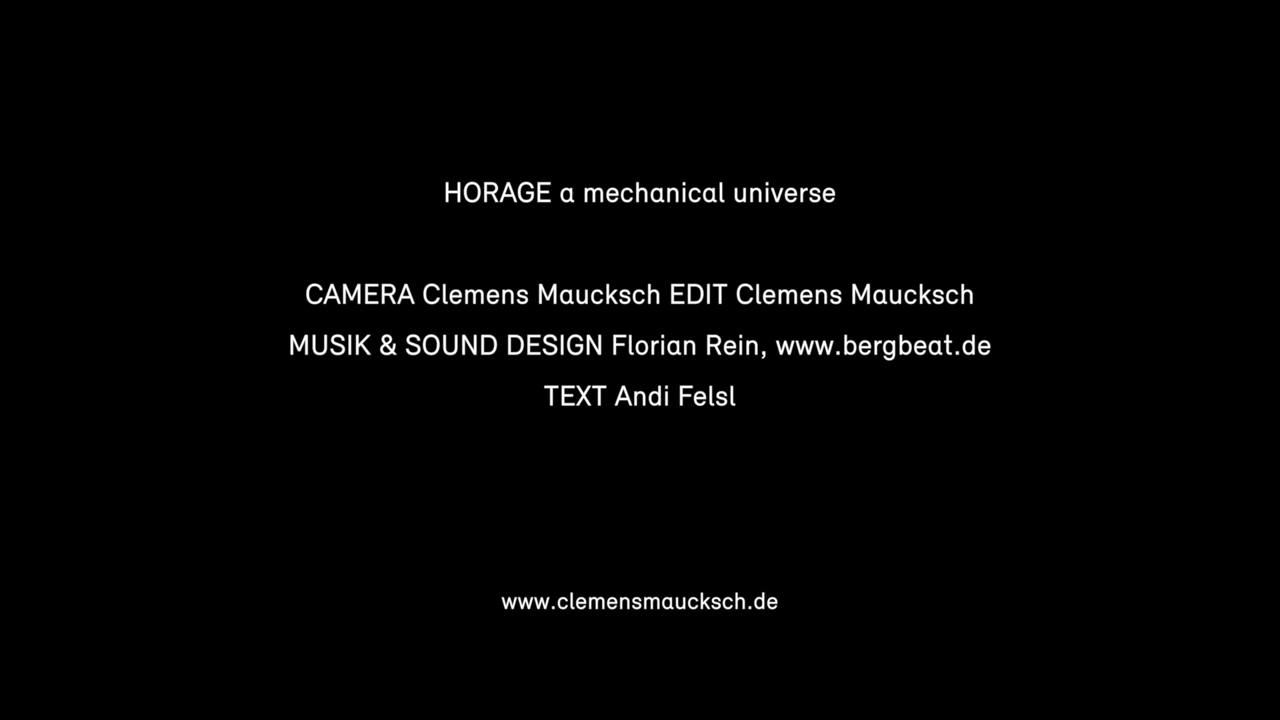 HORAGE a mechanical universe
CAMERA Clemens Maucksch EDIT Clemens Maucksch
MUSIK & SOUND DESIGN Florian Rein, www.bergbeat.de
TEXT Andi Felsl
www.clemensmaucksch.de